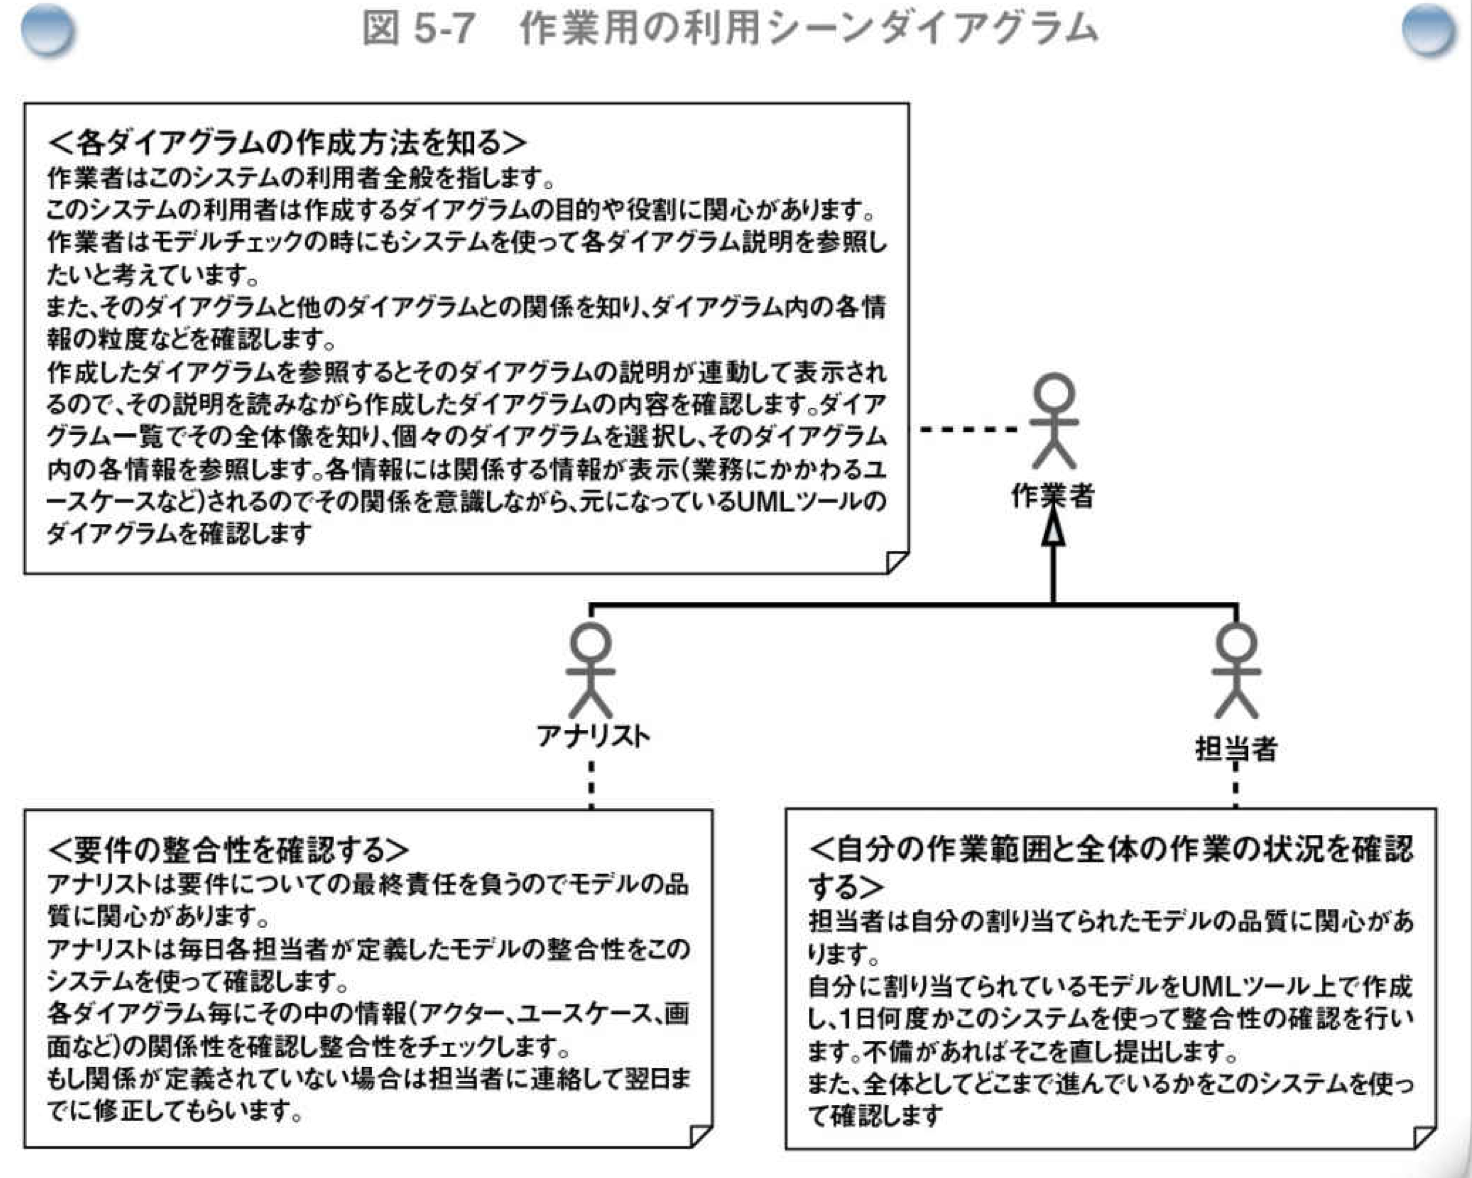 図 5-7　作業用の利用シーンダイアグラム
＜各ダイアグラムの作成方法を知る＞
作業者はこのシステムの利用者全般を指します。
このシステムの利用者は作成するダイアグラムの目的や役割に関心があります。
作業者はモデルチェックの時にもシステムを使って各ダイアグラム説明を参照し
たいと考えています。
また、そのダイアグラムと他のダイアグラムとの関係を知り、ダイアグラム内の各情
報の粒度などを確認します。
作成したダイアグラムを参照するとそのダイアグラムの説明が連動して表示され
るので、その説明を読みながら作成したダイアグラムの内容を確認します。ダイア
グラム一覧でその全体像を知り、個々のダイアグラムを選択し、そのダイアグラム
内の各情報を参照します。各情報には関係する情報が表示(業務にかかわるユ
ースケースなど)されるのでその関係を意識しながら、元になっているUMLツールの
ダイアグラムを確認します
作業者
アナリスト
担当者
＜要件の整合性を確認する＞
アナリストは要件についての最終責任を負うのでモデルの品
質に関心があります。
アナリストは毎日各担当者が定義したモデルの整合性をこの
システムを使って確認します。
各ダイアグラム毎にその中の情報(アクター、ユースケース、画
面など)の関係性を確認し整合性をチェックします。
もし関係が定義されていない場合は担当者に連絡して翌日ま
でに修正してもらいます。
＜自分の作業範囲と全体の作業の状況を確認
する＞
担当者は自分の割り当てられたモデルの品質に関心があ
ります。
自分に割り当てられているモデルをUMLツール上で作成
し、1日何度かこのシステムを使って整合性の確認を行い
ます。不備があればそこを直し提出します。
また、全体としてどこまで進んでいるかをこのシステムを使っ
て確認します